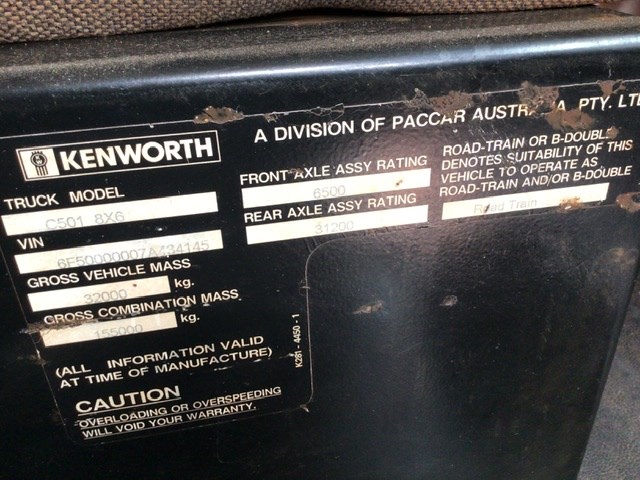 KENWORTH
A DIVISION OF PACCAR AUSTRALIA PTY. LTD
TRUCK MODEL
C501 8X6
VIN
GROSS VEHICLE MASS
32000 kg.
GROSS COMBINATION MASS
155000 kg.
(ALL INFORMATION VALID
AT TIME OF MANUFACTURE)
CAUTION
OVERLOADING OR OVERSPEEDING
WILL VOID YOUR WARRANTY.
FRONT AXLE ASSY RATING
6500
REAR AXLE ASSY RATING
31200
K281 - 4450 - 1
ROAD-TRAIN OR B-DOUBLE
DENOTES SUITABILITY OF THIS
VEHICLE TO OPERATE AS
ROAD-TRAIN AND/OR B-DOUBLE
Road Train